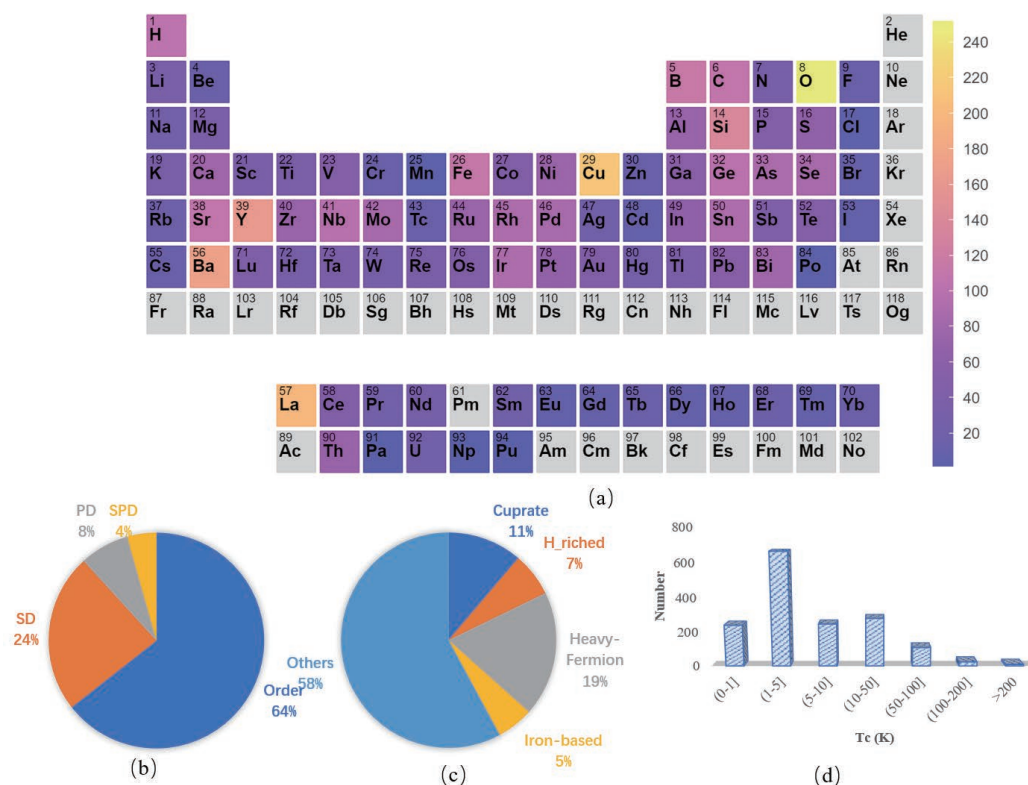 1 2
H He
3 4 5 6 7 8 9 10
Li Be B C N O F Ne
11 12 13 14 15 16 17 18
Na Mg Al Si P S Cl Ar
19 20 21 22 23 24 25 26 27 28 29 30 31 32 33 34 35 36
K Ca Sc Ti V Cr Mn Fe Co Ni Cu Zn Ga Ge As Se Br Kr
37 38 39 40 41 42 43 44 45 46 47 48 49 50 51 52 53 54
Rb Sr Y Zr Nb Mo Tc Ru Rh Pd Ag Cd In Sn Sb Te I Xe
55 56 71 72 73 74 75 76 77 78 79 80 81 82 83 84 85 86
Cs Ba Lu Hf Ta W Re Os Ir Pt Au Hg Tl Pb Bi Po At Rn
87 88 103 104 105 106 107 108 109 110 111 112 113 114 115 116 117 118
Fr Ra Lr Rf Db Sg Bh Hs Mt Ds Rg Cn Nh Fl Mc Lv Ts Og
57 58 59 60 61 62 63 64 65 66 67 68 69 70
La Ce Pr Nd Pm Sm Eu Gd Tb Dy Ho Er Tm Yb
89 90 91 92 93 94 95 96 97 98 99 100 101 102
Ac Th Pa U Np Pu Am Cm Bk Cf Es Fm Md No
240
220
200
180
160
140
120
100
80
60
40
20
(a)
PD
8%
SPD
4%
SD
24%
Order
64%
(b)
Cuprate
11%
H_riched
7%
Heavy-
Fermion
19%
Iron-based
5%
Others
58%
(c)
800
600
400
200
0
Number
(0-1]
(1-5]
(5-10]
(10-50]
(50-100]
(100-200]
>200
Tc (K)
(d)